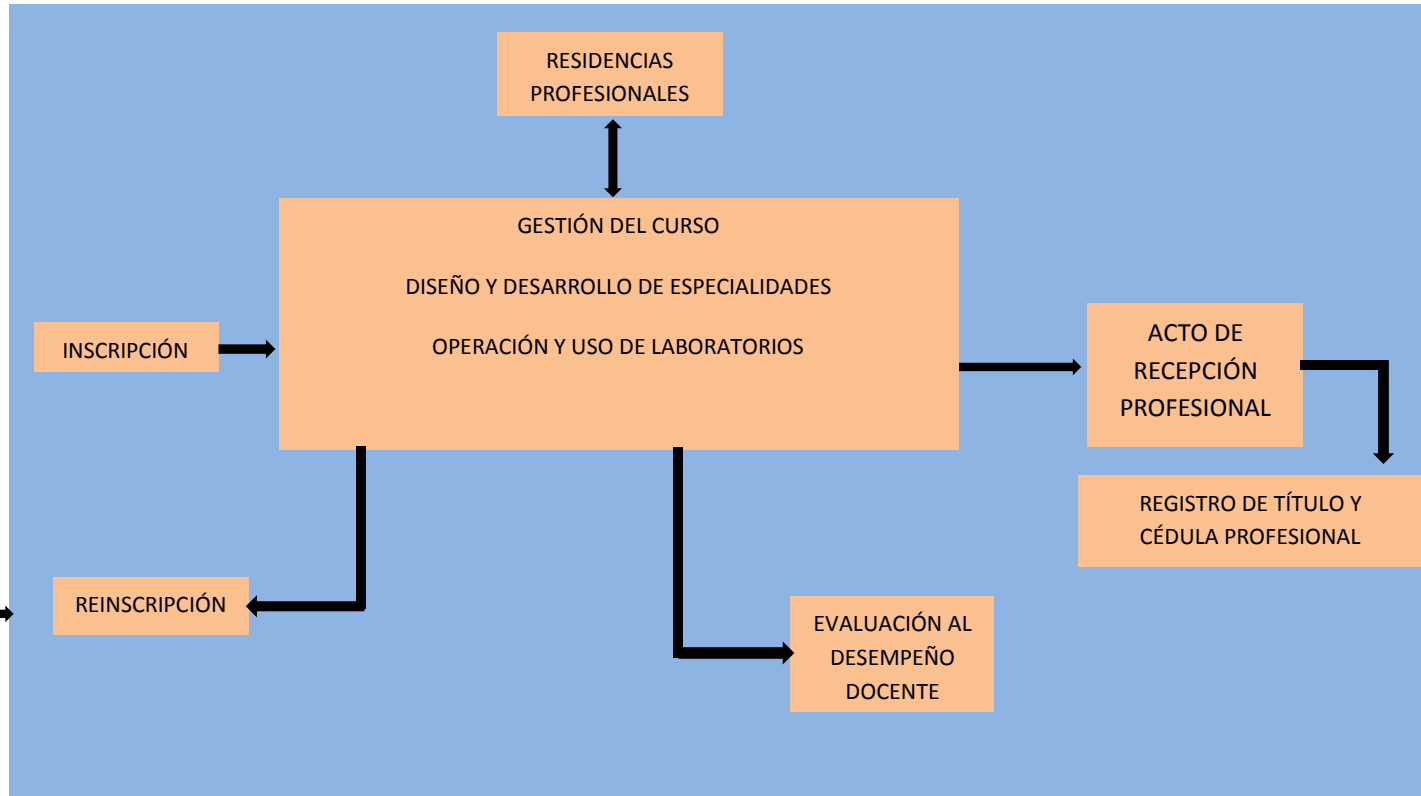 RESIDENCIAS
PROFESIONALES
GESTIÓN DEL CURSO
DISEÑO Y DESARROLLO DE ESPECIALIDADES
OPERACIÓN Y USO DE LABORATORIOS
INSCRIPCIÓN
ACTO DE
RECEPCIÓN
PROFESIONAL
REGISTRO DE TÍTULO Y
CÉDULA PROFESIONAL
REINSCRIPCIÓN
EVALUACIÓN AL
DESEMPEÑO
DOCENTE